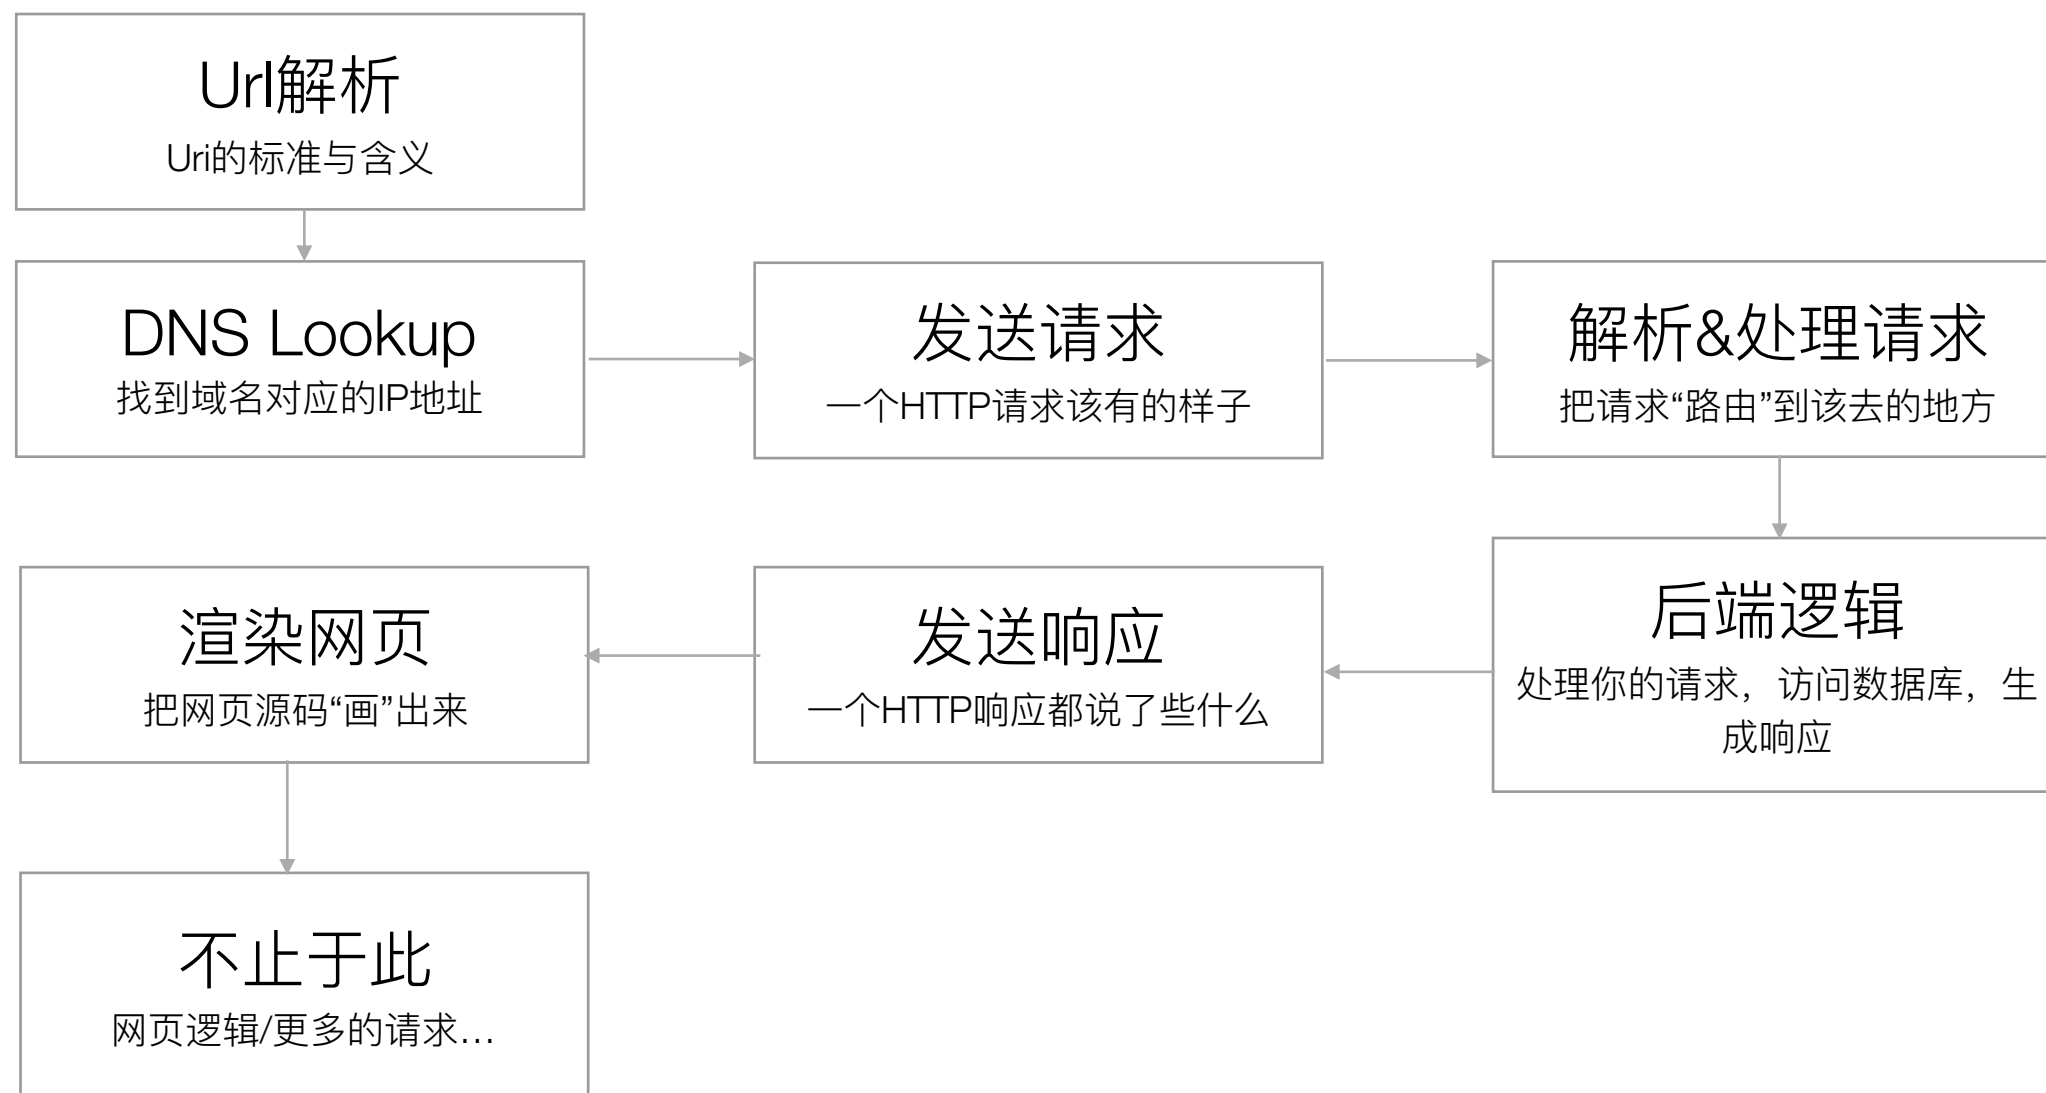 Url解析
Uri的标准与含义
DNS Lookup
找到域名对应的IP地址
发送请求
一个HTTP请求该有的样子
解析&处理请求
把请求“路由”到该去的地方
后端逻辑
处理你的请求，访问数据库，生
成响应
发送响应
一个HTTP响应都说了些什么
渲染网页
把网页源码“画”出来
不止于此
网页逻辑/更多的请求…